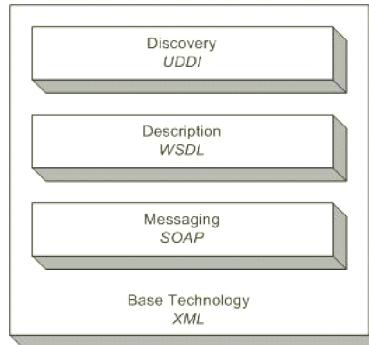 Discovery
UDDI
Description
WSDL
Messaging
SOAP
Base Technology
XML